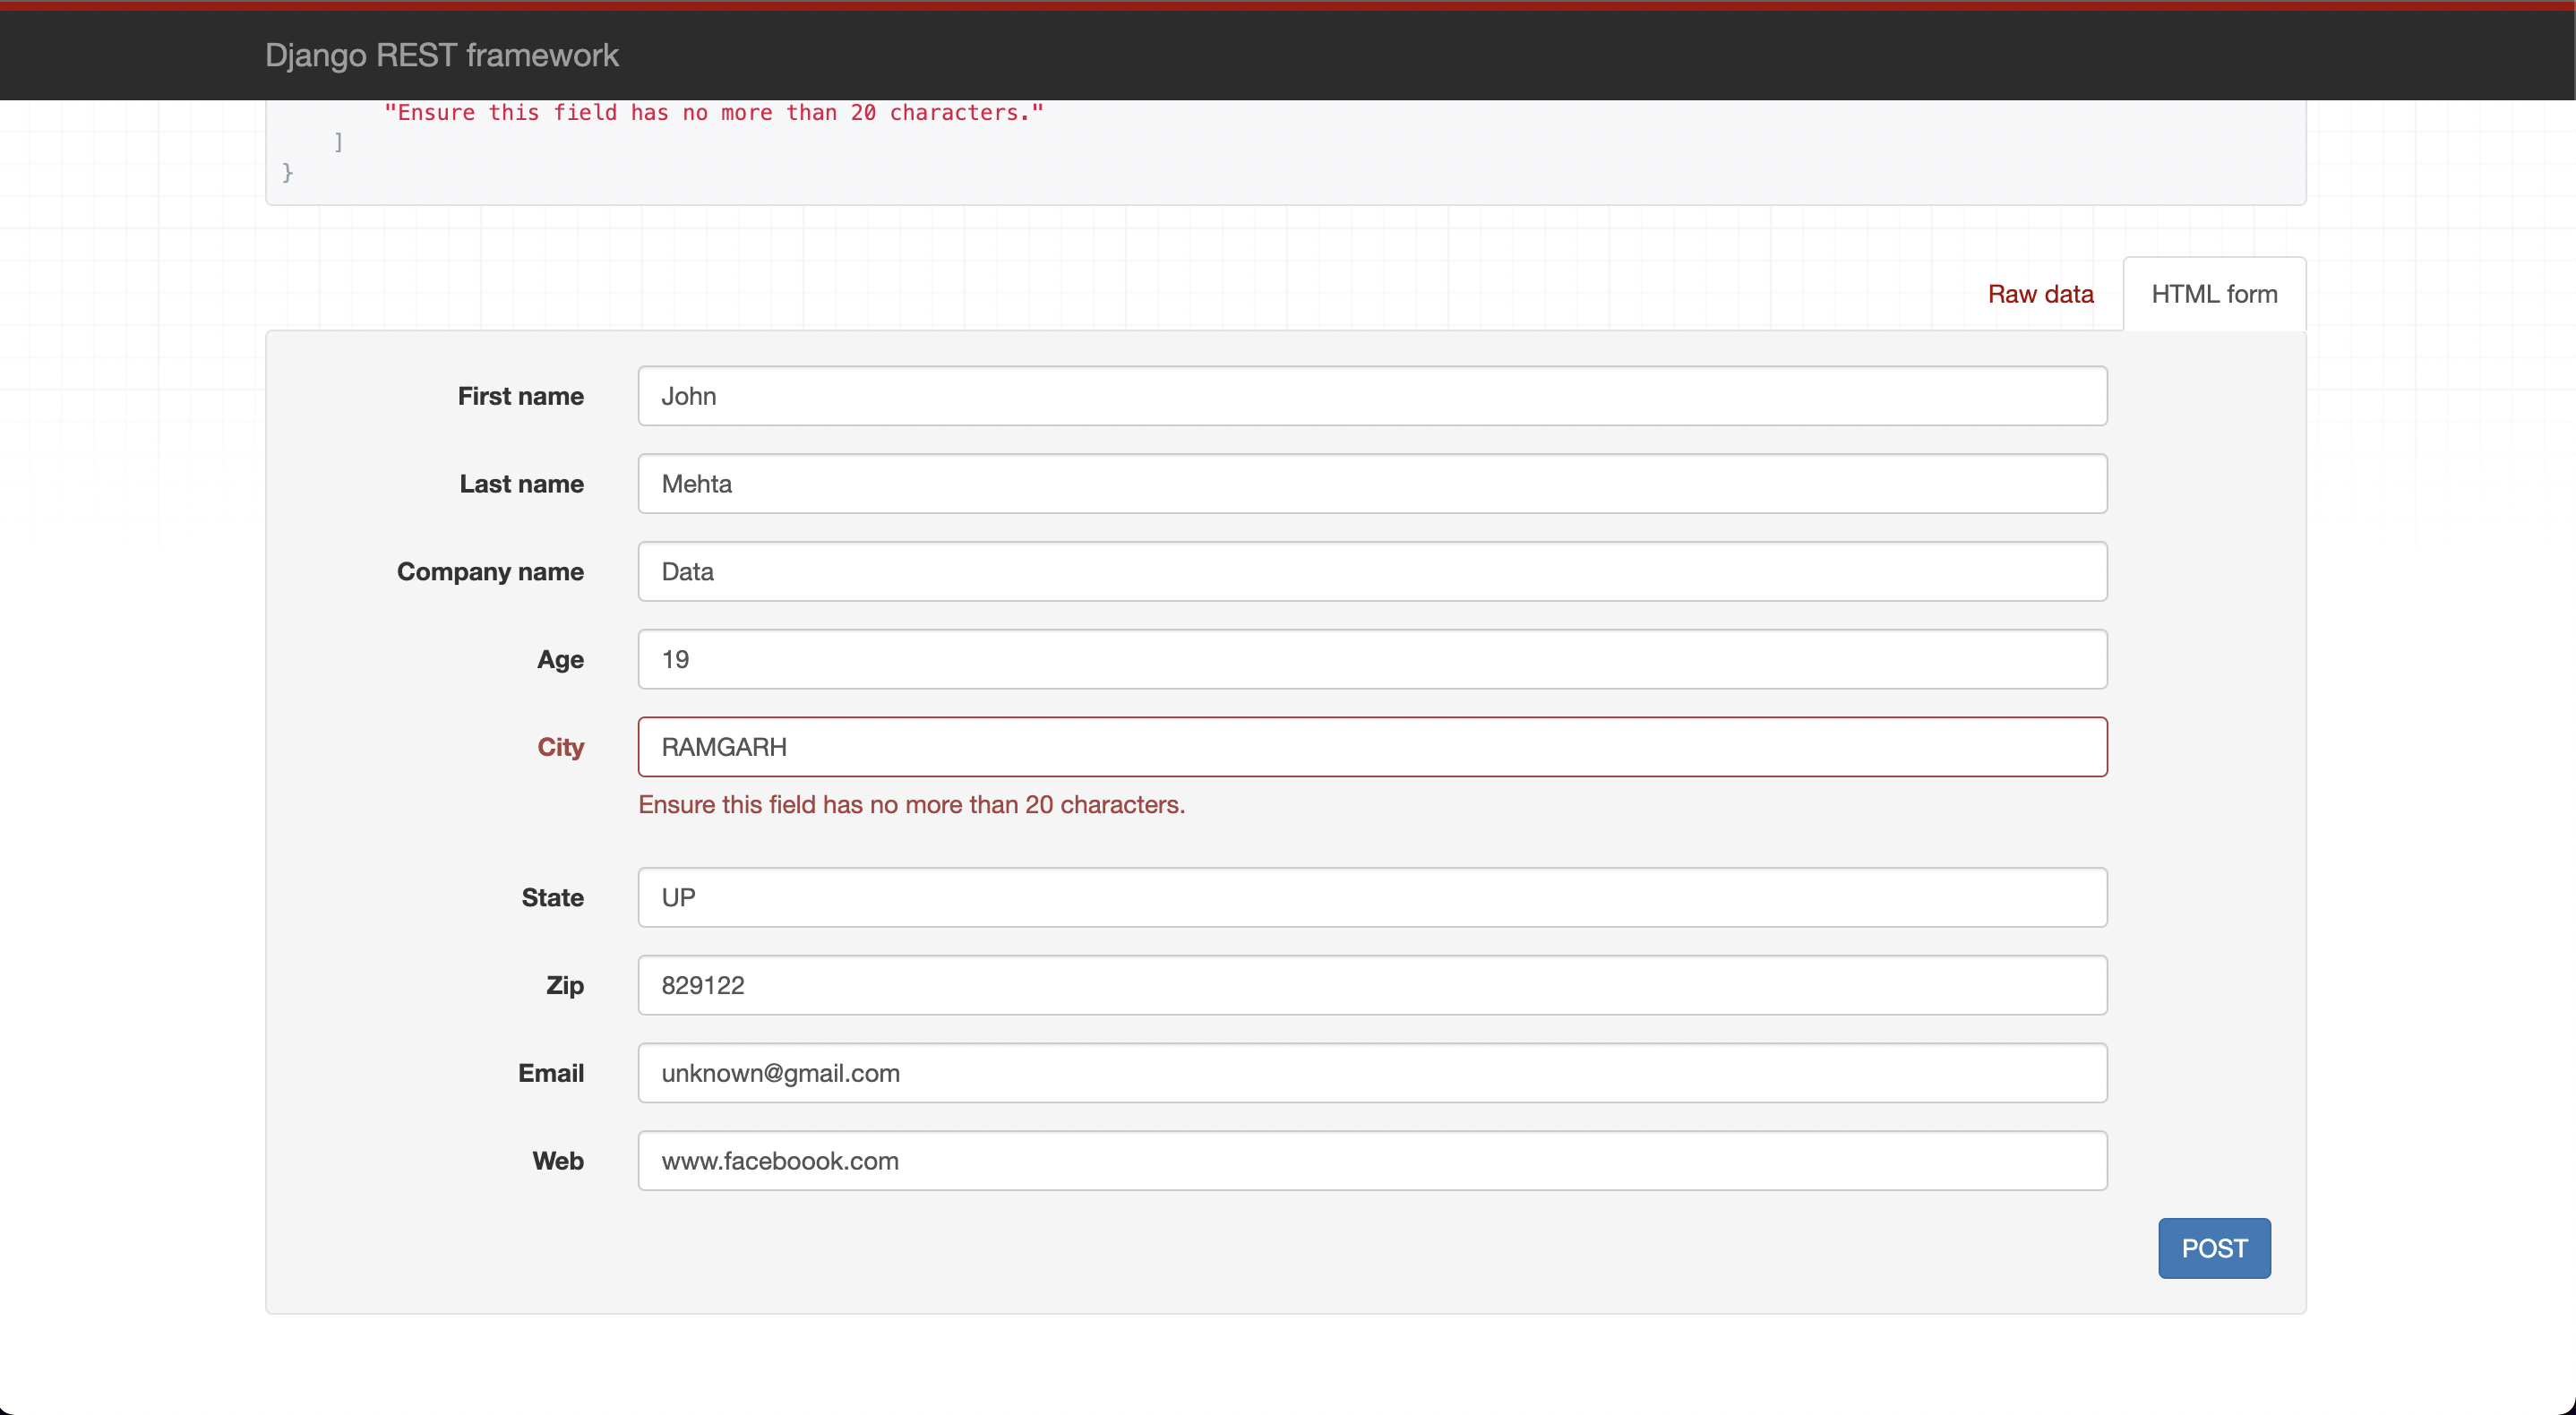 Django REST framework
"Ensure this field has no more than 20 characters."
]
}
Raw data
HTML form
First name
John
Last name
Mehta
Company name
Data
Age
19
City
RAMGARH
Ensure this field has no more than 20 characters.
State
UP
Zip
829122
Email
unknown@gmail.com
Web
www.faceboook.com
POST